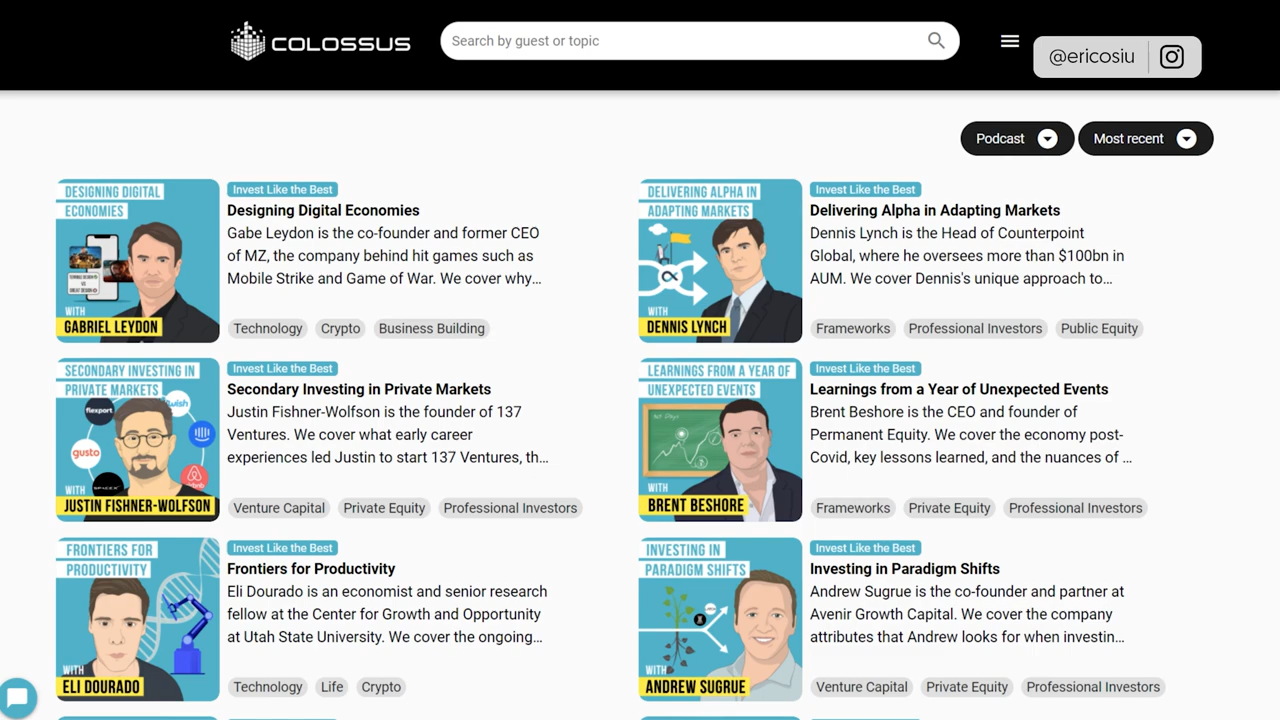 COLOSSUS
Search by guest or topic
@ericosiu
Podcast
Most recent
DESIGNING DIGITAL
ECONOMIES
WITH
GABRIEL LEYDON
Invest Like the Best
Designing Digital Economies
Gabe Leydon is the co-founder and former CEO
of MZ, the company behind hit games such as
Mobile Strike and Game of War. We cover why...
Technology
Crypto
Business Building
DELIVERING ALPHA IN
ADAPTING MARKETS
WITH
DENNIS LYNCH
Invest Like the Best
Delivering Alpha in Adapting Markets
Dennis Lynch is the Head of Counterpoint
Global, where he oversees more than $100bn in
AUM. We cover Dennis's unique approach to...
Frameworks
Professional Investors
Public Equity
SECONDARY INVESTING IN
PRIVATE MARKETS
flexport
wish
gusto
airbnb
SPACEX
WITH
JUSTIN FISHNER-WOLFSON
Invest Like the Best
Secondary Investing in Private Markets
Justin Fishner-Wolfson is the founder of 137
Ventures. We cover what early career
experiences led Justin to start 137 Ventures, th...
Venture Capital
Private Equity
Professional Investors
LEARNINGS FROM A YEAR OF
UNEXPECTED EVENTS
WITH
BRENT BESHORE
Invest Like the Best
Learnings from a Year of Unexpected Events
Brent Beshore is the CEO and founder of
Permanent Equity. We cover the economy post-
Covid, key lessons learned, and the nuances of ...
Frameworks
Private Equity
Professional Investors
FRONTIERS FOR
PRODUCTIVITY
WITH
ELI DOURADO
Invest Like the Best
Frontiers for Productivity
Eli Dourado is an economist and senior research
fellow at the Center for Growth and Opportunity
at Utah State University. We cover the ongoing...
Technology
Life
Crypto
INVESTING IN
PARADIGM SHIFTS
WITH
ANDREW SUGRUE
Invest Like the Best
Investing in Paradigm Shifts
Andrew Sugrue is the co-founder and partner at
Avenir Growth Capital. We cover the company
attributes that Andrew looks for when investin...
Venture Capital
Private Equity
Professional Investors